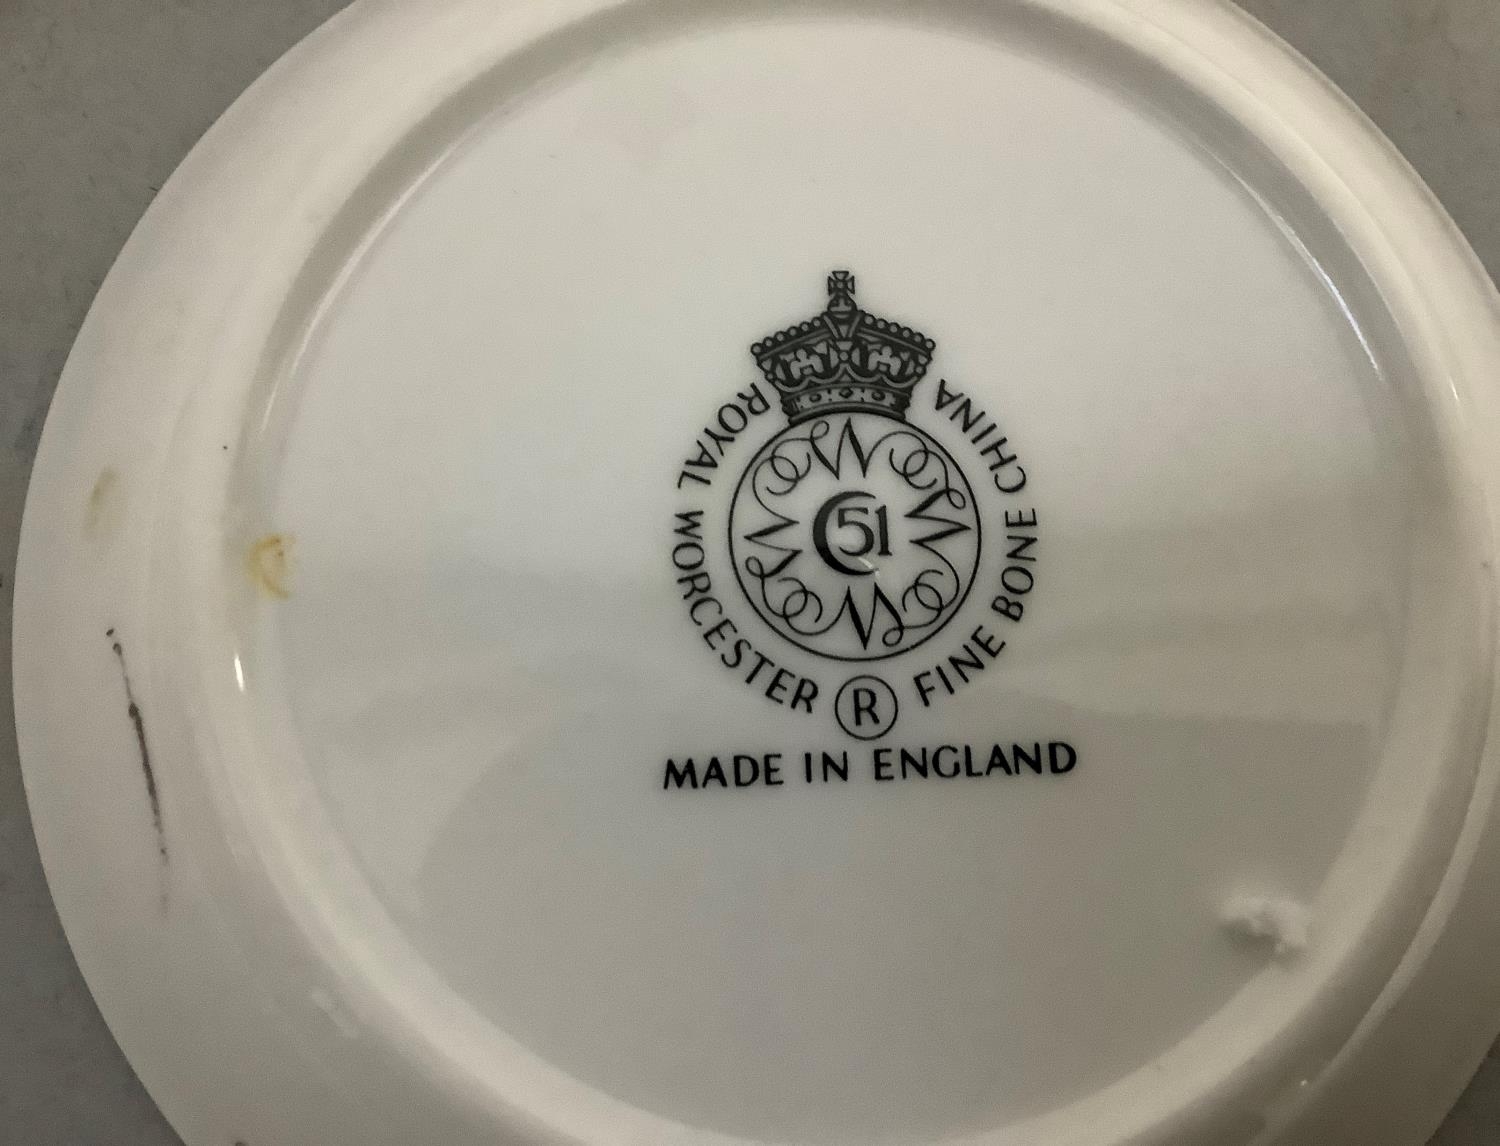 ROYAL WORCESTER ® FINE BONE CHINA
W W W W
C51
MADE IN ENGLAND